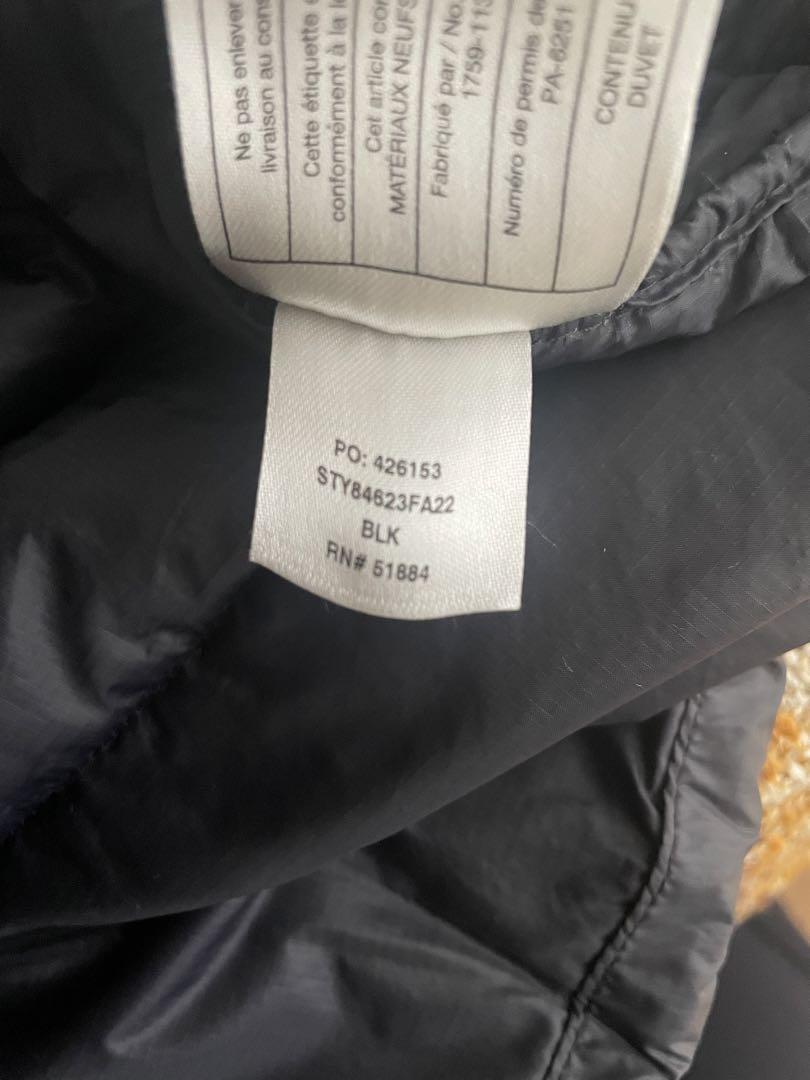 Ne pas enlever
livraison au con
Cette étiquette
conformément à la
Cet article
MATÉRIAUX NEUFS
Fabriqué par / No.
1759-113
Numéro de permis de
PA-6251
CONTENU
DUVET
PO: 426153
STY84623FA22
BLK
RN# 51884